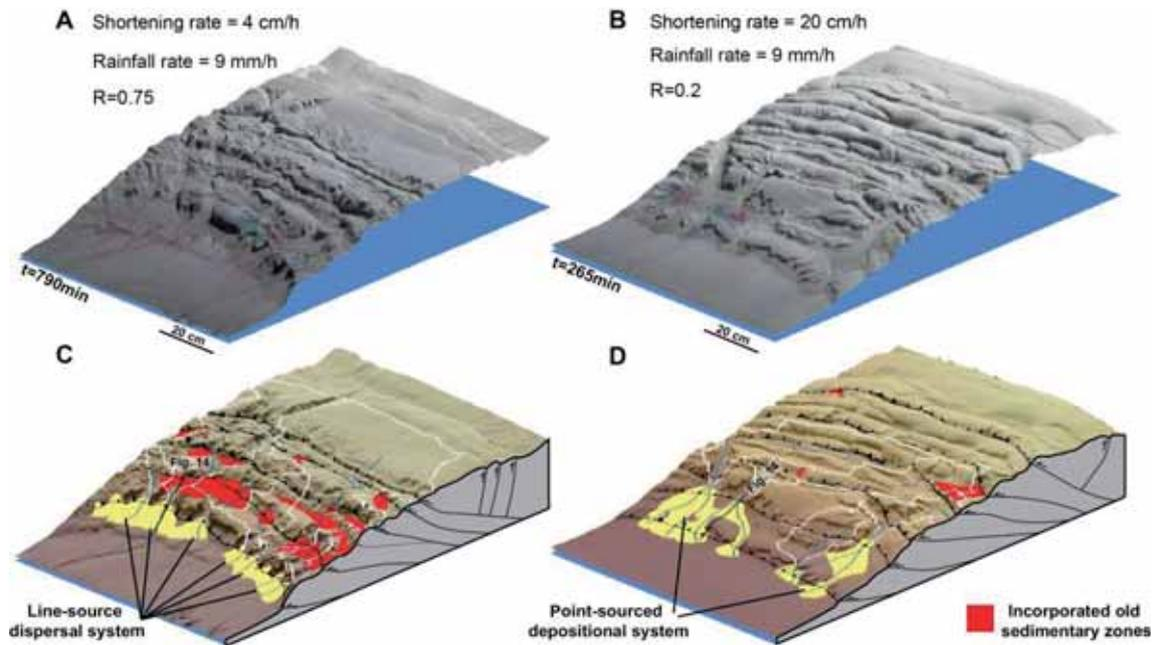 A
Shortening rate = 4 cm/h
Rainfall rate = 9 mm/h
R=0.75
B
Shortening rate = 20 cm/h
Rainfall rate = 9 mm/h
R=0.2
t=790min
20 cm
t=265min
20 cm
C
D
Fig. 14
Line-source
dispersal system
Point-sourced
depositional system
Incorporated old
sedimentary zones